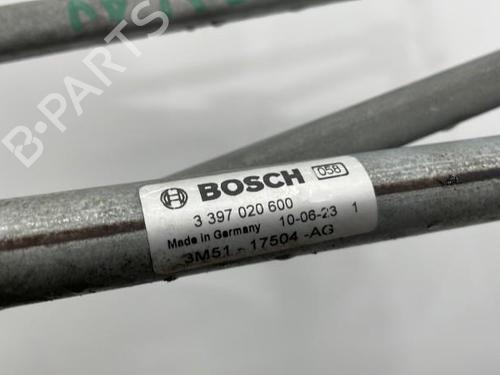 BOSCH 058
3 397 020 600
Made in Germany 10-06-23 1
3M51 - 17504 -AG
B-PARTS